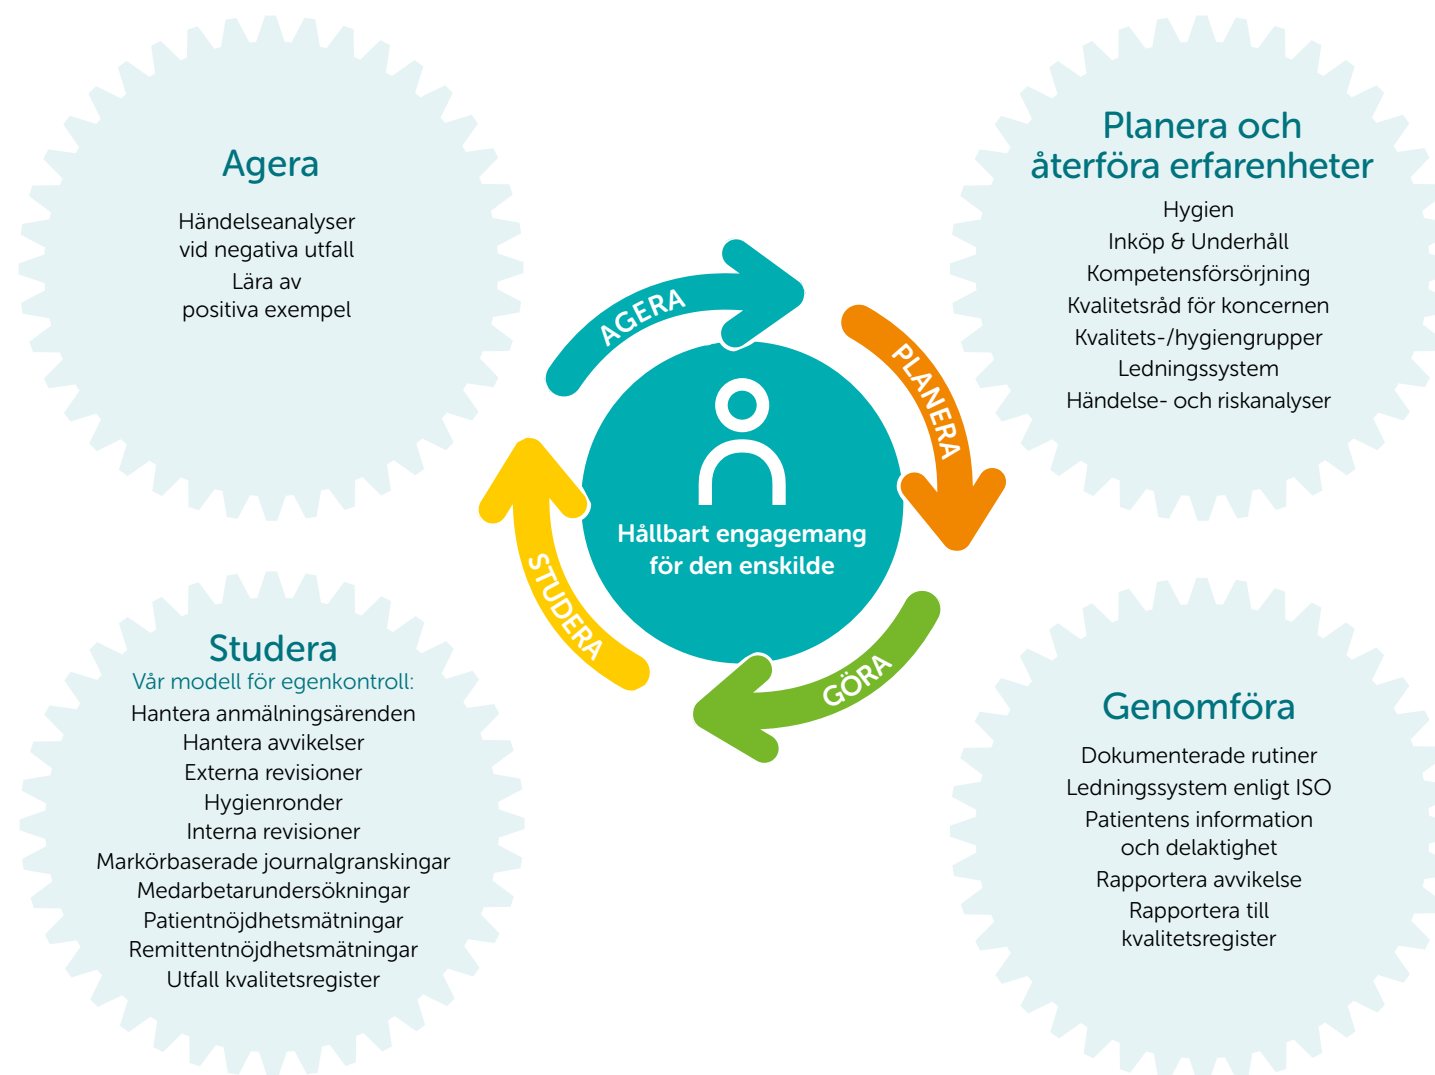 Agera
Händelseanalyser
vid negativa utfall
Lära av
positiva exempel
Planera och
återföra erfarenheter
Hygien
Inköp & Underhåll
Kompetensförsörjning
Kvalitetsråd för koncernen
Kvalitets-/hygiengrupper
Ledningssystem
Händelse- och riskanalyser
AGERA
PLANERA
GÖRA
STUDERA
Hållbart engagemang
för den enskilde
Studera
Vår modell för egenkontroll:
Hantera anmälningsärenden
Hantera avvikelser
Externa revisioner
Hygienronder
Interna revisioner
Markörbaserade journalgranskingar
Medarbetarundersökningar
Patientnöjdhetsmätningar
Remittentnöjdhetsmätningar
Utfall kvalitetsregister
Genomföra
Dokumenterade rutiner
Ledningssystem enligt ISO
Patientens information
och delaktighet
Rapportera avvikelse
Rapportera till
kvalitetsregister